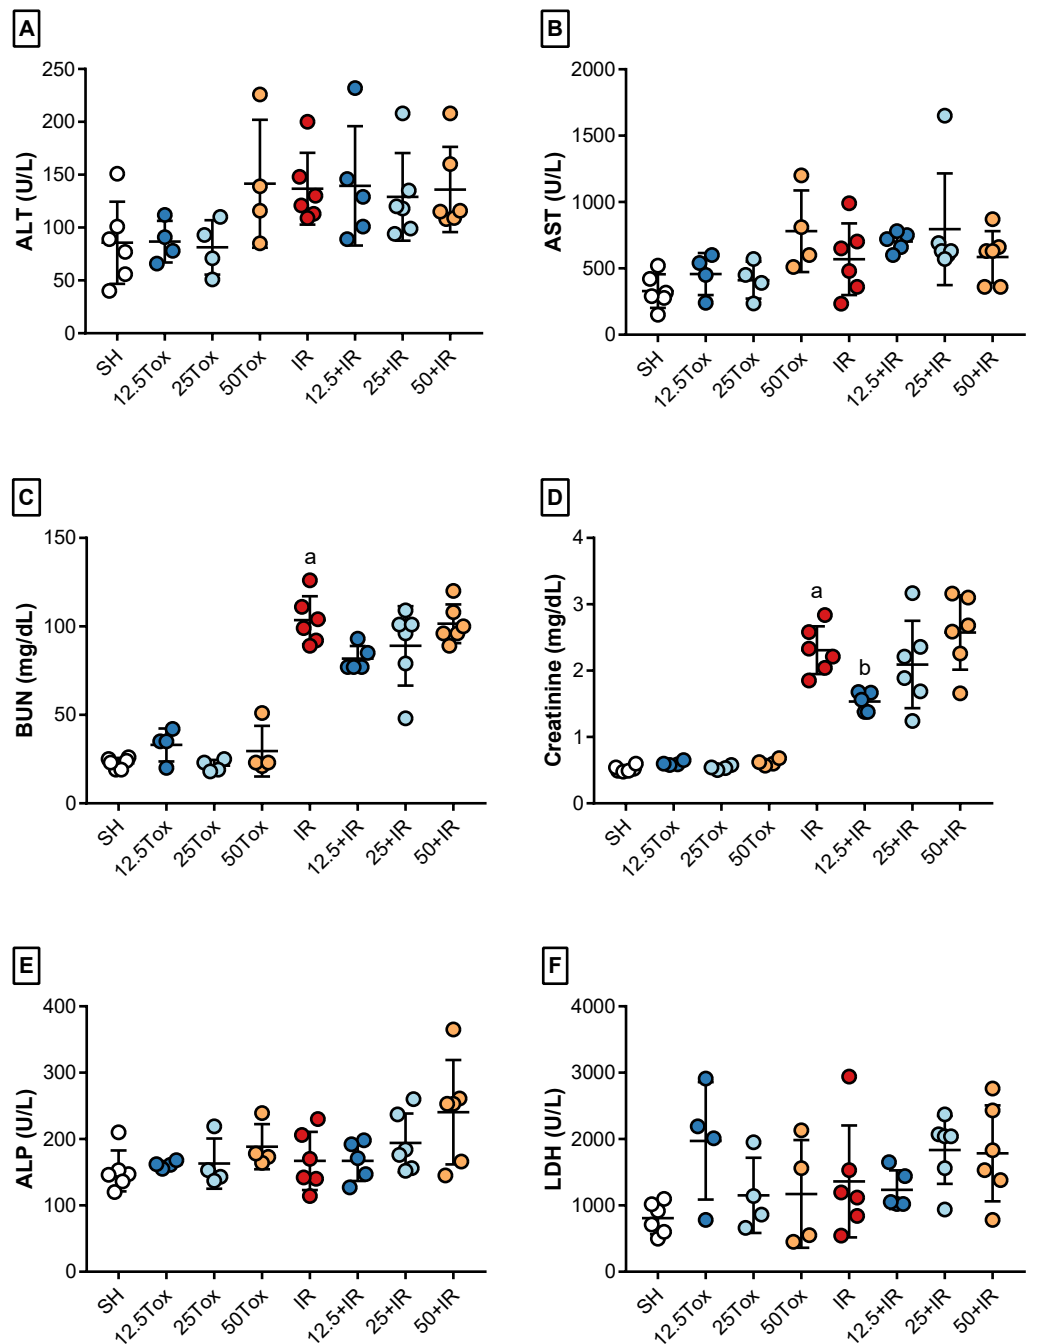 A
ALT (U/L)
250
200
150
100
50
0
SH 12.5Tox 25Tox 50Tox IR 12.5+IR 25+IR 50+IR
B
AST (U/L)
2000
1500
1000
500
0
SH 12.5Tox 25Tox 50Tox IR 12.5+IR 25+IR 50+IR
C
BUN (mg/dL)
150
100
50
0
a
SH 12.5Tox 25Tox 50Tox IR 12.5+IR 25+IR 50+IR
D
Creatinine (mg/dL)
4
3
2
1
0
a
b
SH 12.5Tox 25Tox 50Tox IR 12.5+IR 25+IR 50+IR
E
ALP (U/L)
400
300
200
100
0
SH 12.5Tox 25Tox 50Tox IR 12.5+IR 25+IR 50+IR
F
LDH (U/L)
4000
3000
2000
1000
0
SH 12.5Tox 25Tox 50Tox IR 12.5+IR 25+IR 50+IR